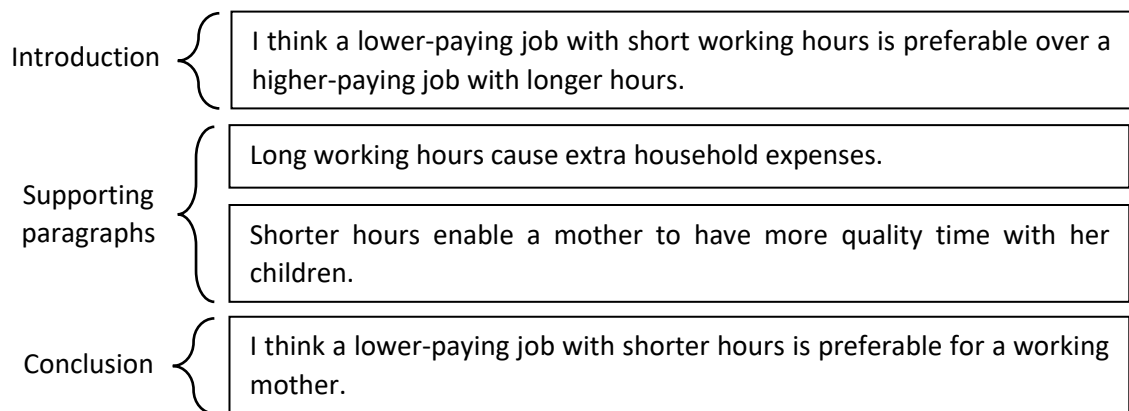 Introduction
I think a lower-paying job with short working hours is preferable over a
higher-paying job with longer hours.
Supporting
paragraphs
Long working hours cause extra household expenses.
Shorter hours enable a mother to have more quality time with her
children.
Conclusion
I think a lower-paying job with shorter hours is preferable for a working
mother.